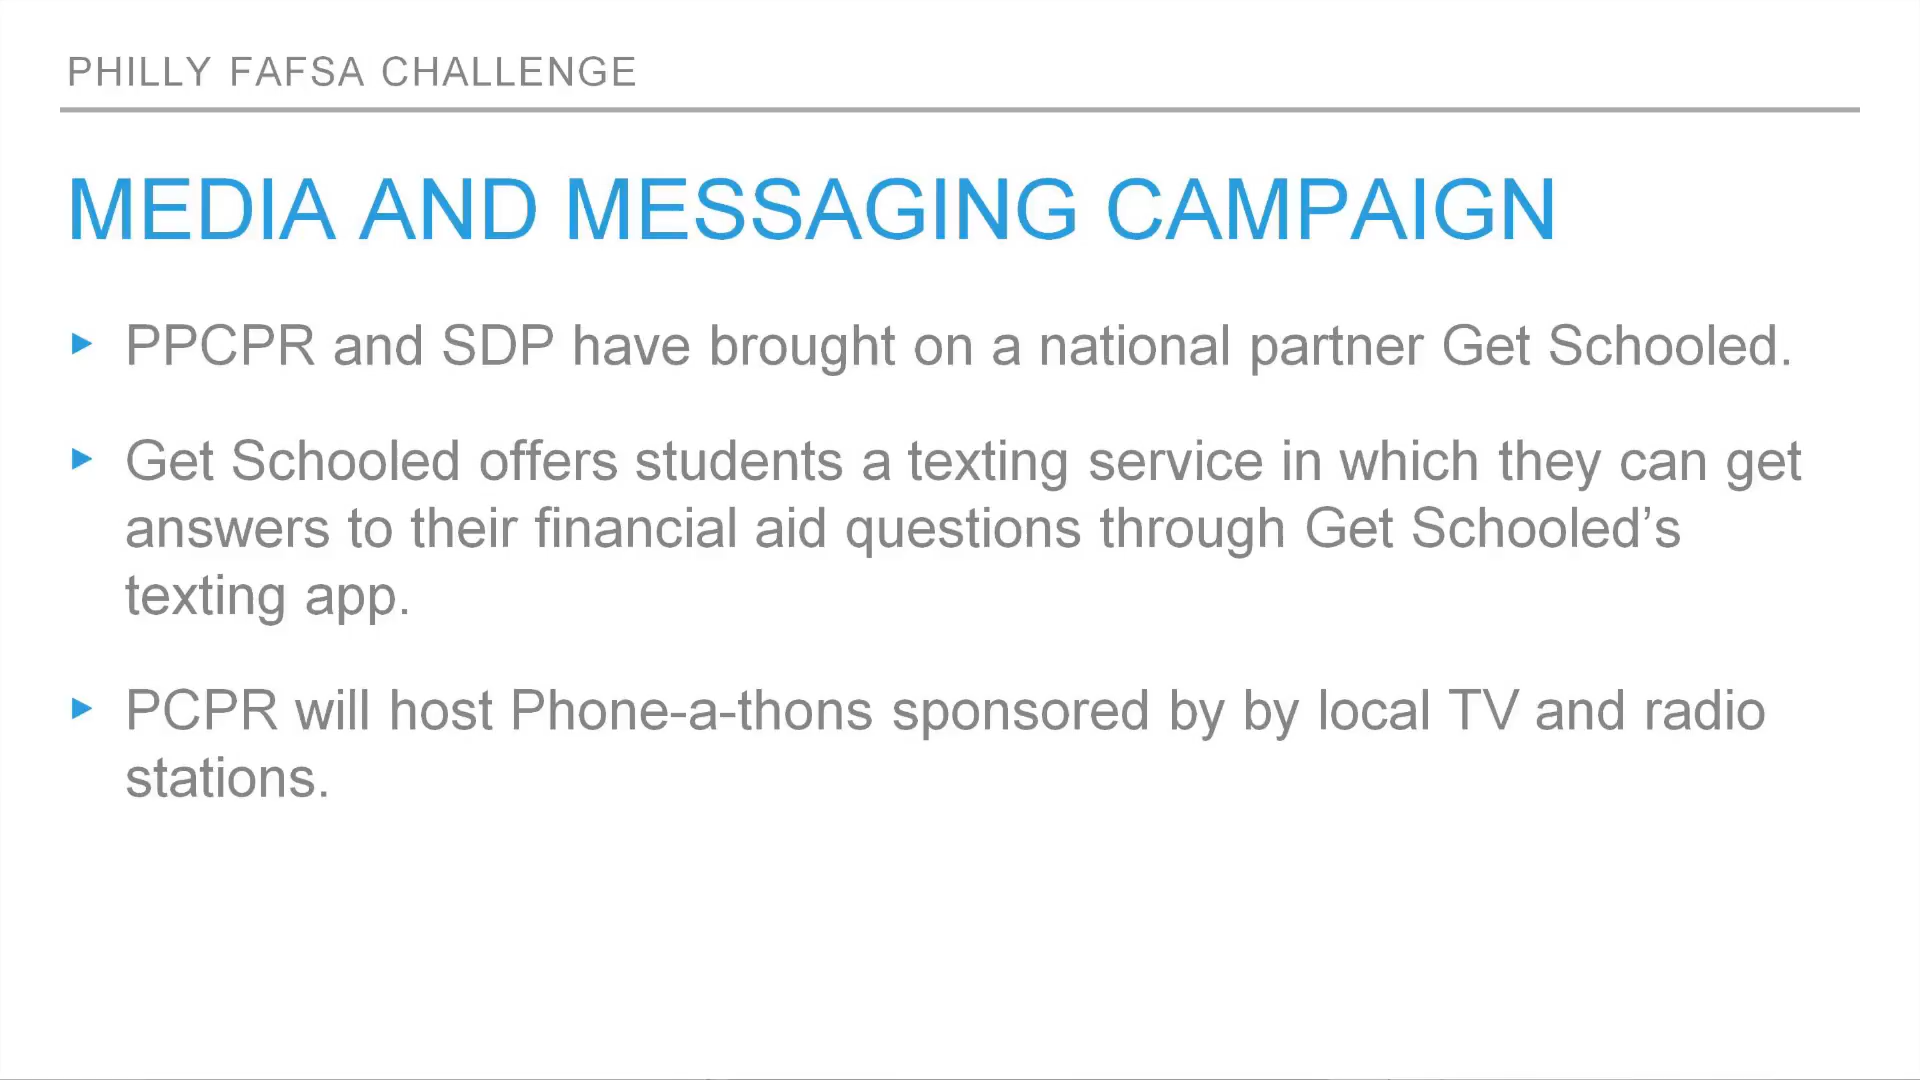 PHILLY FAFSA CHALLENGE
MEDIA AND MESSAGING CAMPAIGN
▸ PPCPR and SDP have brought on a national partner Get Schooled.
▸ Get Schooled offers students a texting service in which they can get
answers to their financial aid questions through Get Schooled’s
texting app.
▸ PCPR will host Phone-a-thons sponsored by by local TV and radio
stations.